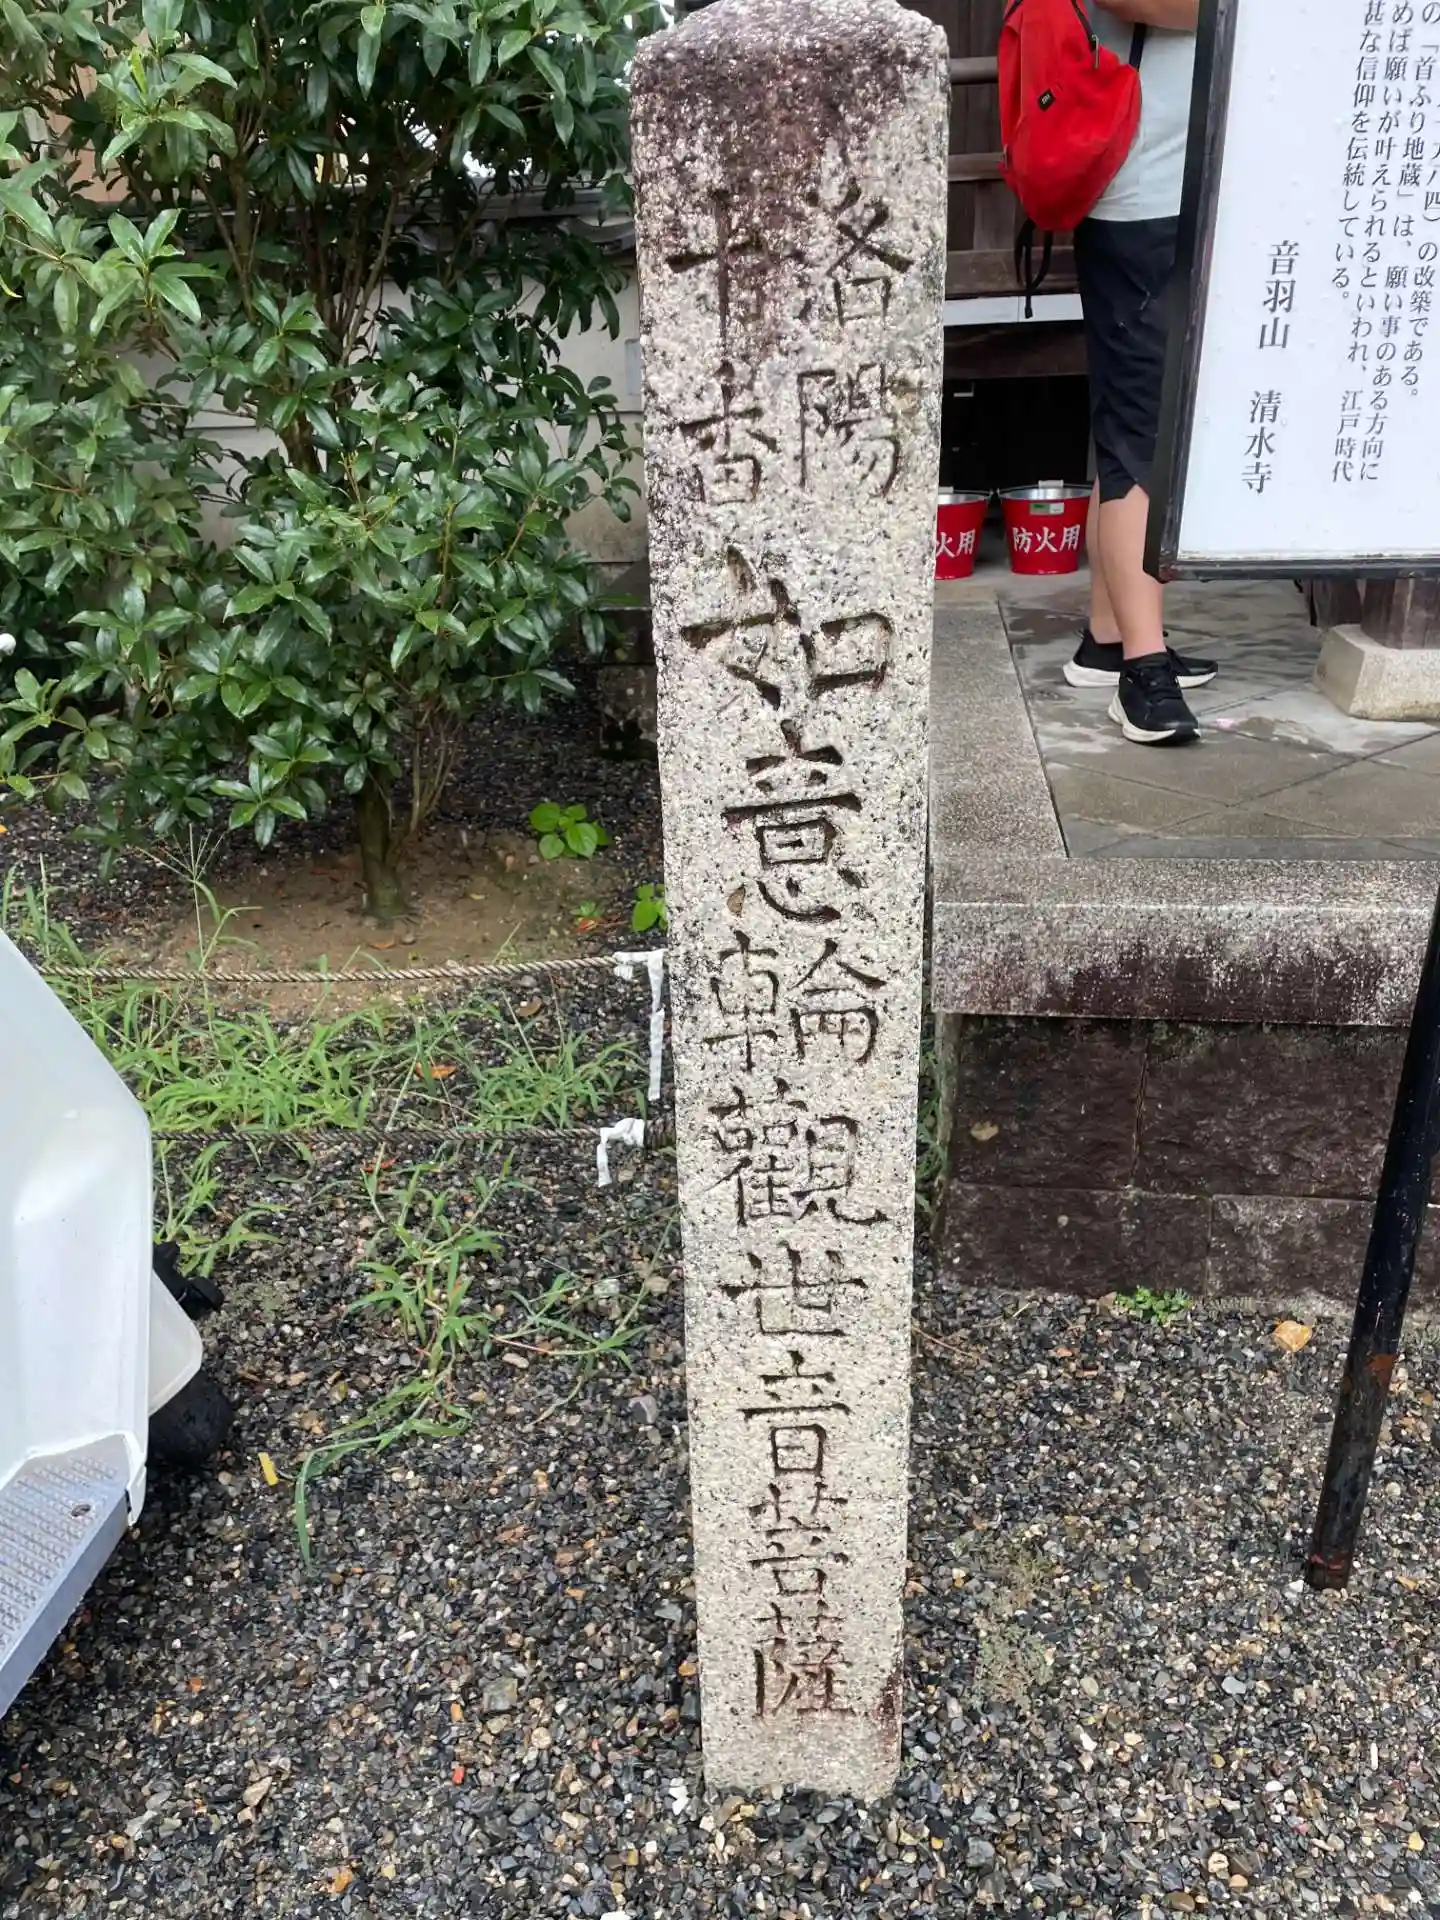 洛陽
十番
如意輪觀世音菩薩
四）の改築である。
の「首ふり地蔵」は、願い事のある方向に
めば願いが叶えられるといわれ、江戸時代
甚な信仰を伝統している。
音羽山 清水寺
火用
防火用